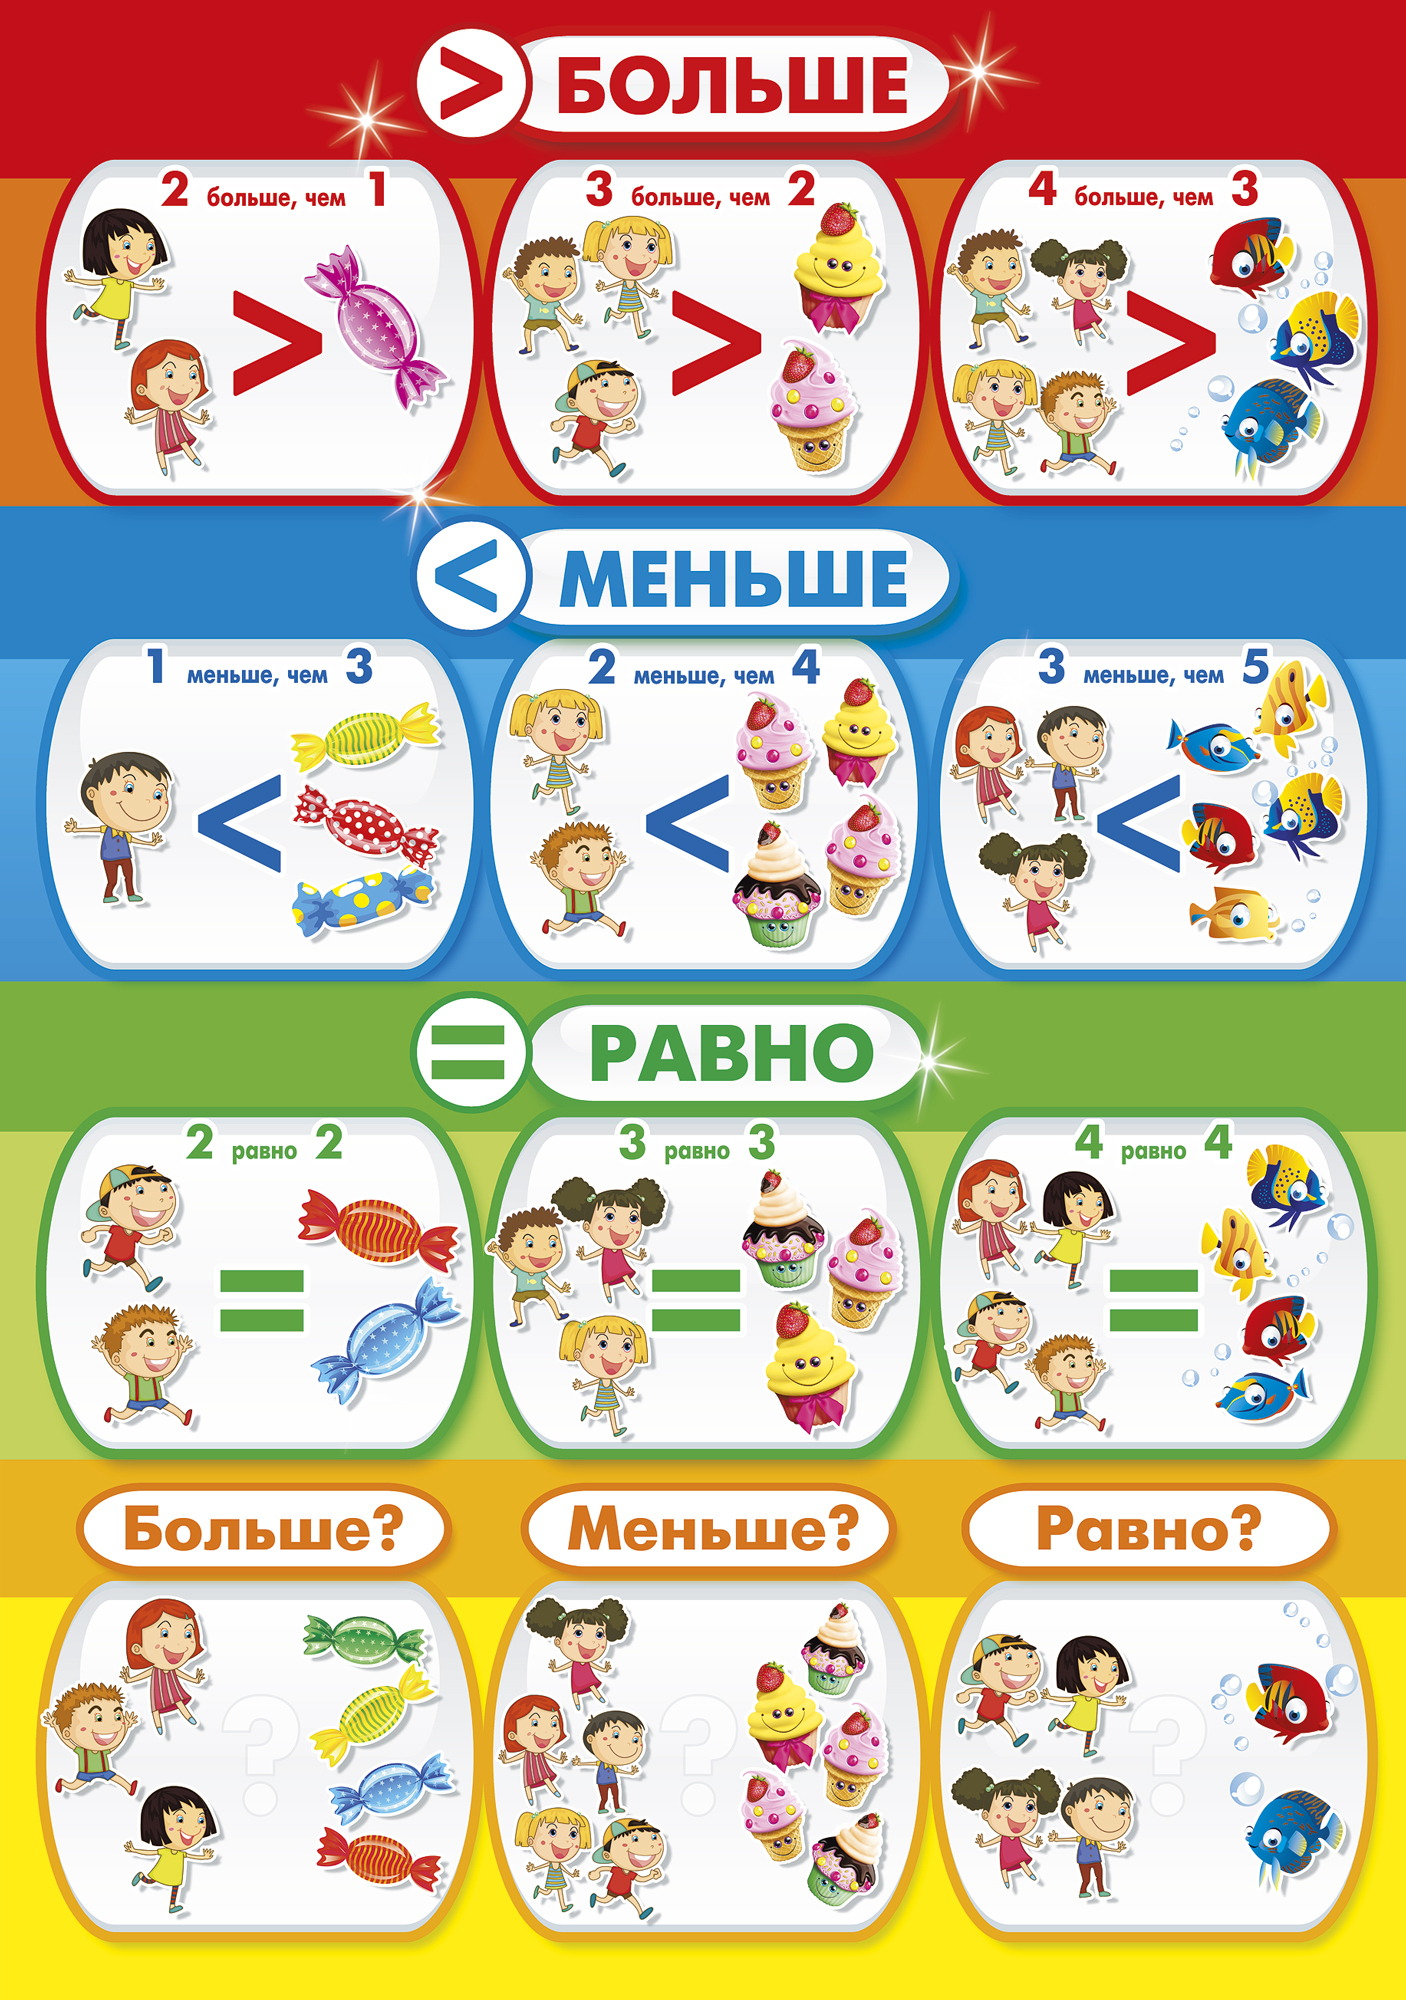 > БОЛЬШЕ
2 больше, чем 1
3 больше, чем 2
4 больше, чем 3
>
>
>
< МЕНЬШЕ
1 меньше, чем 3
2 меньше, чем 4
3 меньше, чем 5
<
<
<
= РАВНО
2 равно 2
3 равно 3
4 равно 4
=
=
=
Больше?
Меньше?
Равно?
?
?
?